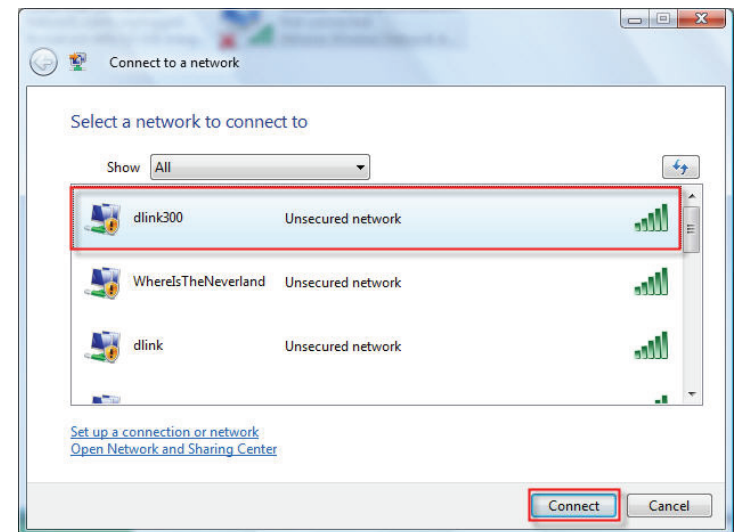 Connect to a network
Select a network to connect to
Show All
dlink300 Unsecured network
WhereIsTheNeverland Unsecured network
dlink Unsecured network
Set up a connection or network
Open Network and Sharing Center
Connect Cancel